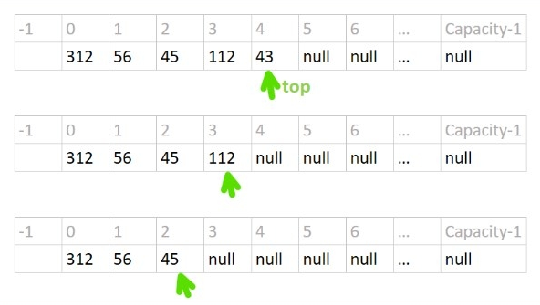 -1 0 1 2 3 4 5 6 ... Capacity-1
312 56 45 112 43 null null ... null
top
-1 0 1 2 3 4 5 6 ... Capacity-1
312 56 45 112 null null null ... null
-1 0 1 2 3 4 5 6 ... Capacity-1
312 56 45 null null null null ... null